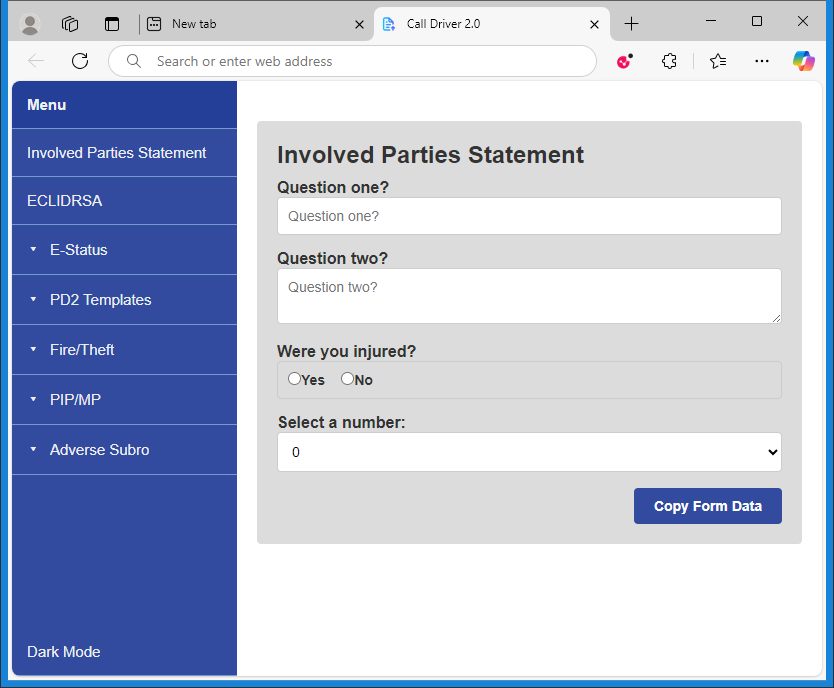 New tab
Call Driver 2.0
Search or enter web address
Menu
Involved Parties Statement
ECLIDRSA
E-Status
PD2 Templates
Fire/Theft
PIP/MP
Adverse Subro
Dark Mode
Involved Parties Statement
Question one?
Question one?
Question two?
Question two?
Were you injured?
Yes No
Select a number:
0
Copy Form Data